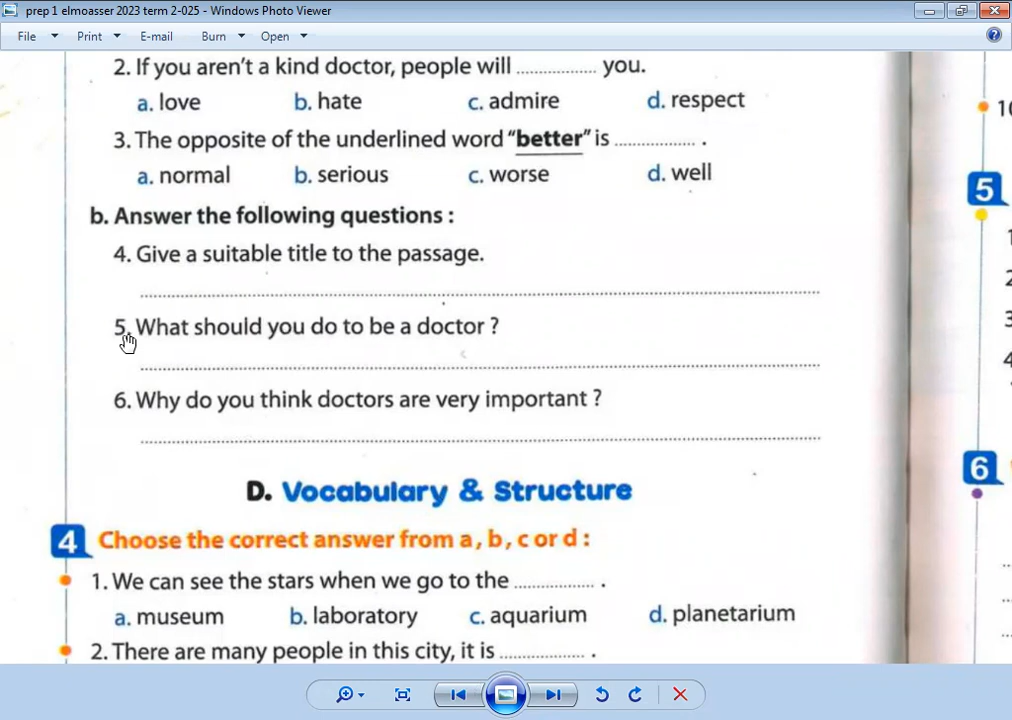 prep 1 elmoasser 2023 term 2-025 - Windows Photo Viewer
File Print E-mail Burn Open
2. If you aren't a kind doctor, people will ............... you.
a. love b. hate c. admire d. respect
3. The opposite of the underlined word "better" is ............... .
a. normal b. serious c. worse d. well
b. Answer the following questions :
4. Give a suitable title to the passage.
5. What should you do to be a doctor ?
6. Why do you think doctors are very important ?
D. Vocabulary & Structure
4 Choose the correct answer from a, b, c or d :
1. We can see the stars when we go to the ............... .
a. museum b. laboratory c. aquarium d. planetarium
2. There are many people in this city, it is ............... .
10
5
1
2
3
4
6